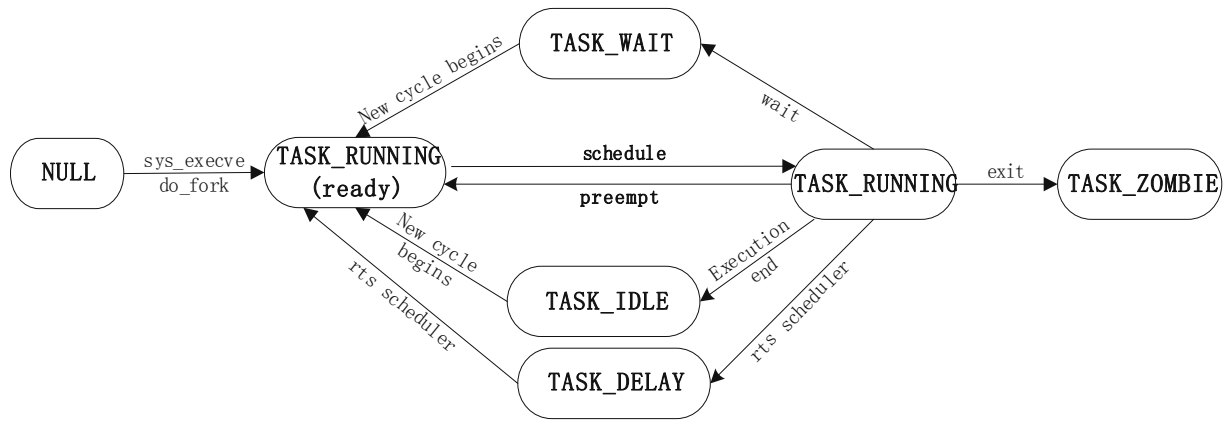 TASK_WAIT
New cycle begins
wait
NULL
sys_execve
do_fork
TASK_RUNNING
(ready)
schedule
preempt
TASK_RUNNING
exit
TASK_ZOMBIE
New cycle
begins
Execution
end
rts scheduler
TASK_IDLE
rts scheduler
TASK_DELAY